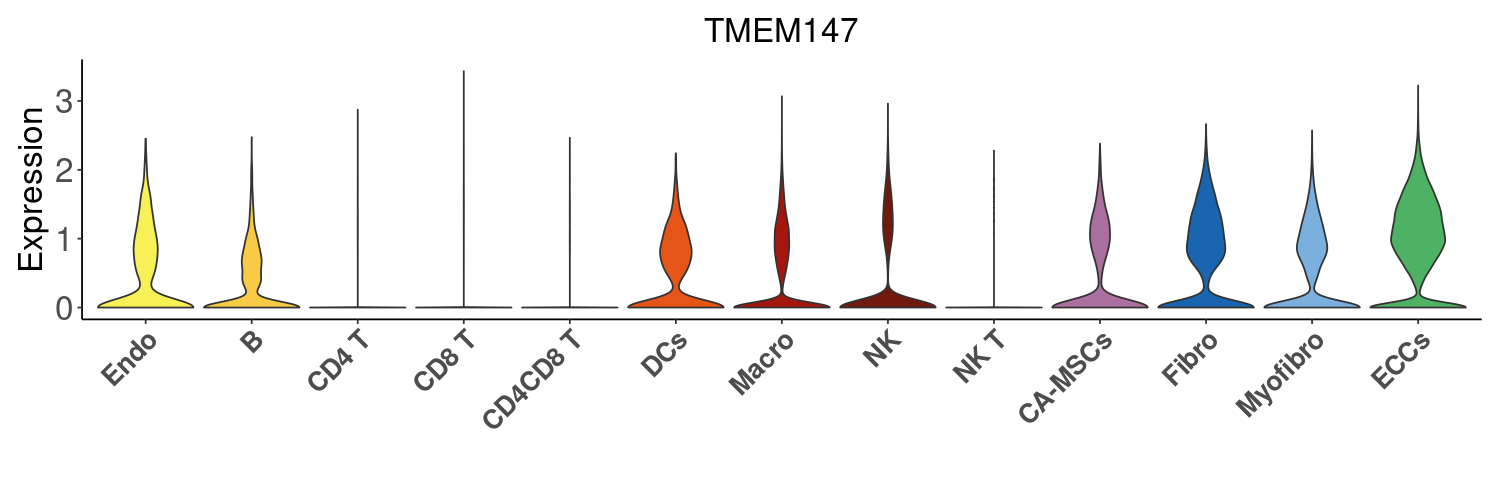 TMEM147
Expression
3
2
1
0
Endo
B
CD4 T
CD8 T
CD4CD8 T
DCs
Macro
NK
NK T
CA-MSCs
Fibro
Myofibro
ECCs